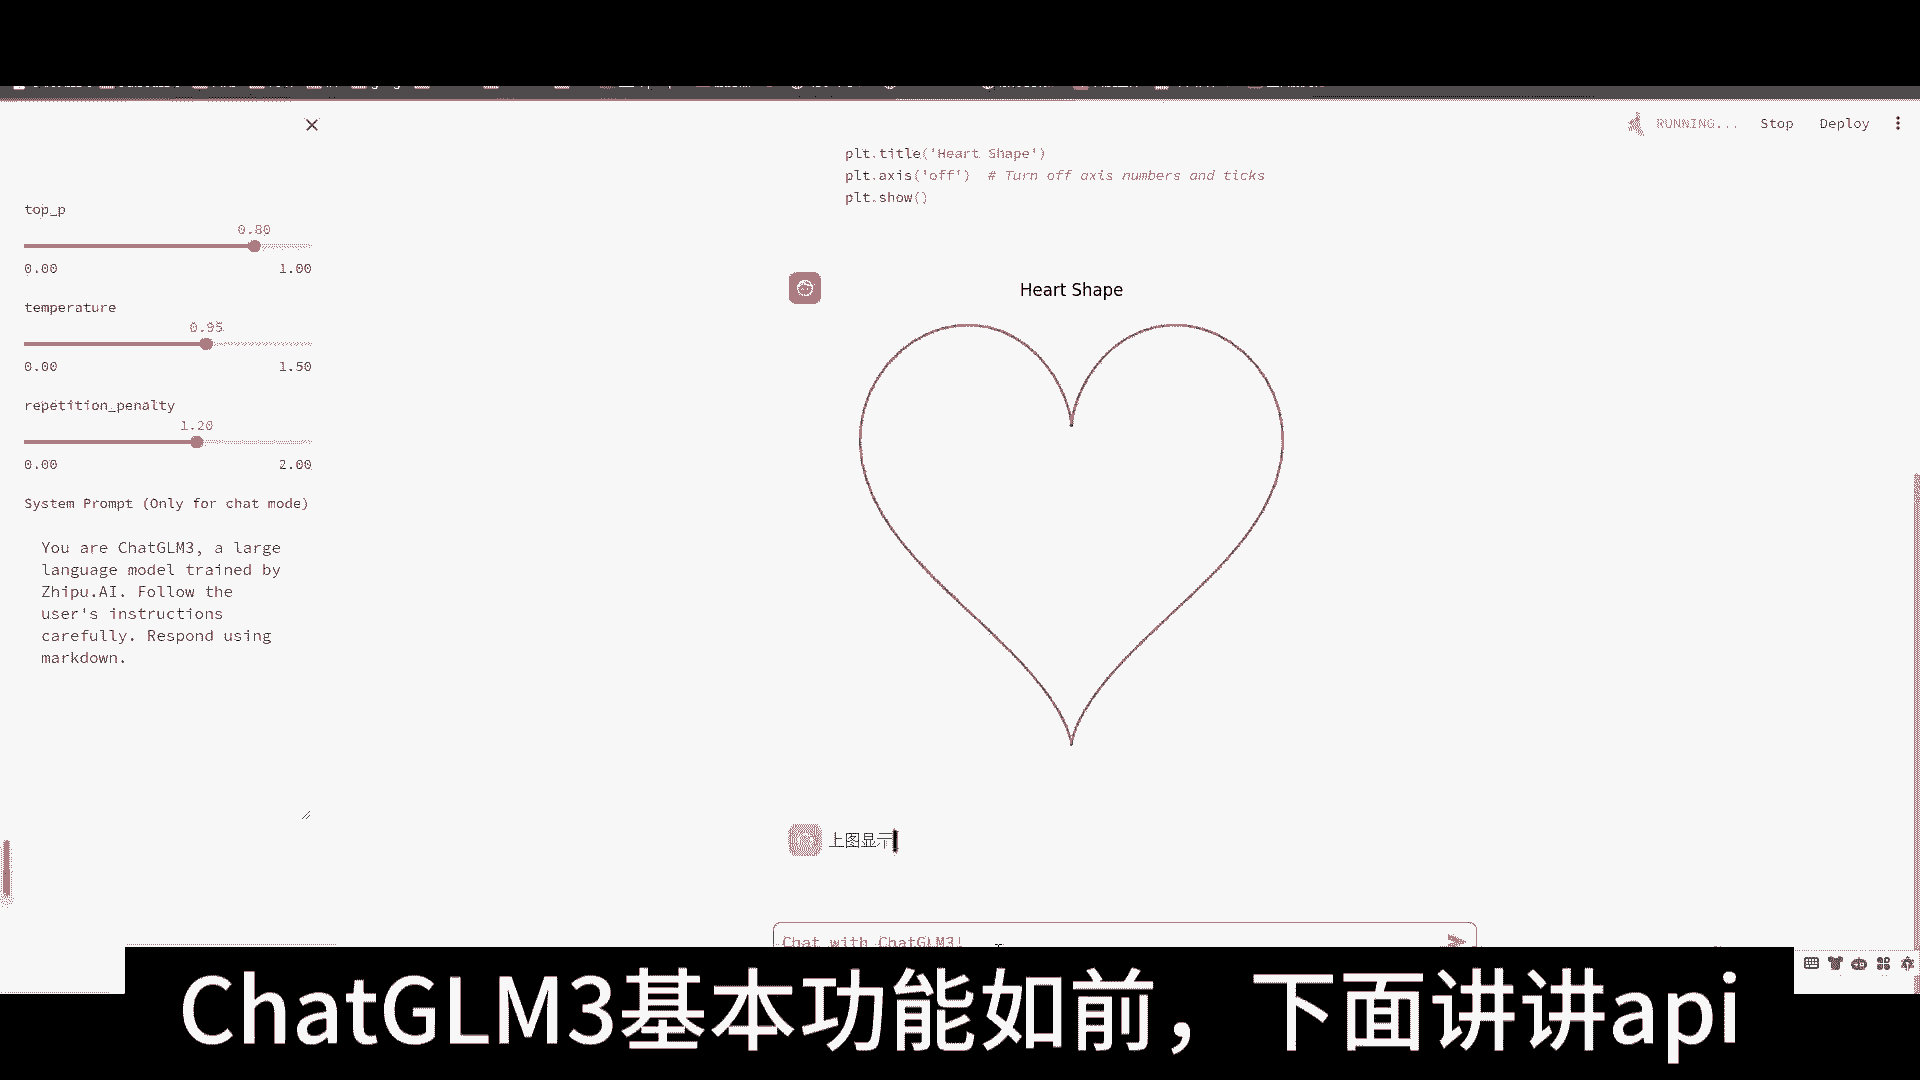 RUNNING...
Stop
Deploy
plt.title('Heart Shape')
plt.axis('off')  # Turn off axis numbers and ticks
plt.show()
top_p
0.80
0.00
1.00
temperature
0.95
0.00
1.50
repetition_penalty
1.20
0.00
2.00
System Prompt (Only for chat mode)
You are ChatGLM3, a large
language model trained by
Zhipu.AI. Follow the
user's instructions
carefully. Respond using
markdown.
Heart Shape
上图显示
Chat with ChatGLM3!
ChatGLM3基本功能如前，下面讲讲api